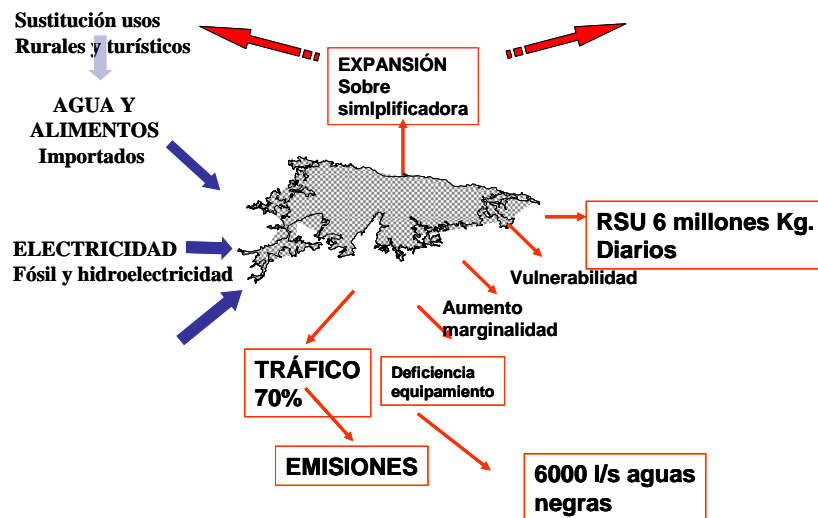 Sustitución usos
Rurales y turísticos
EXPANSIÓN
Sobre
simlplificadora
AGUA Y
ALIMENTOS
Importados
RSU 6 millones Kg.
Diarios
ELECTRICIDAD
Fósil y hidroelectricidad
Vulnerabilidad
Aumento
marginalidad
TRÁFICO
70%
Deficiencia
equipamiento
EMISIONES
6000 l/s aguas
negras